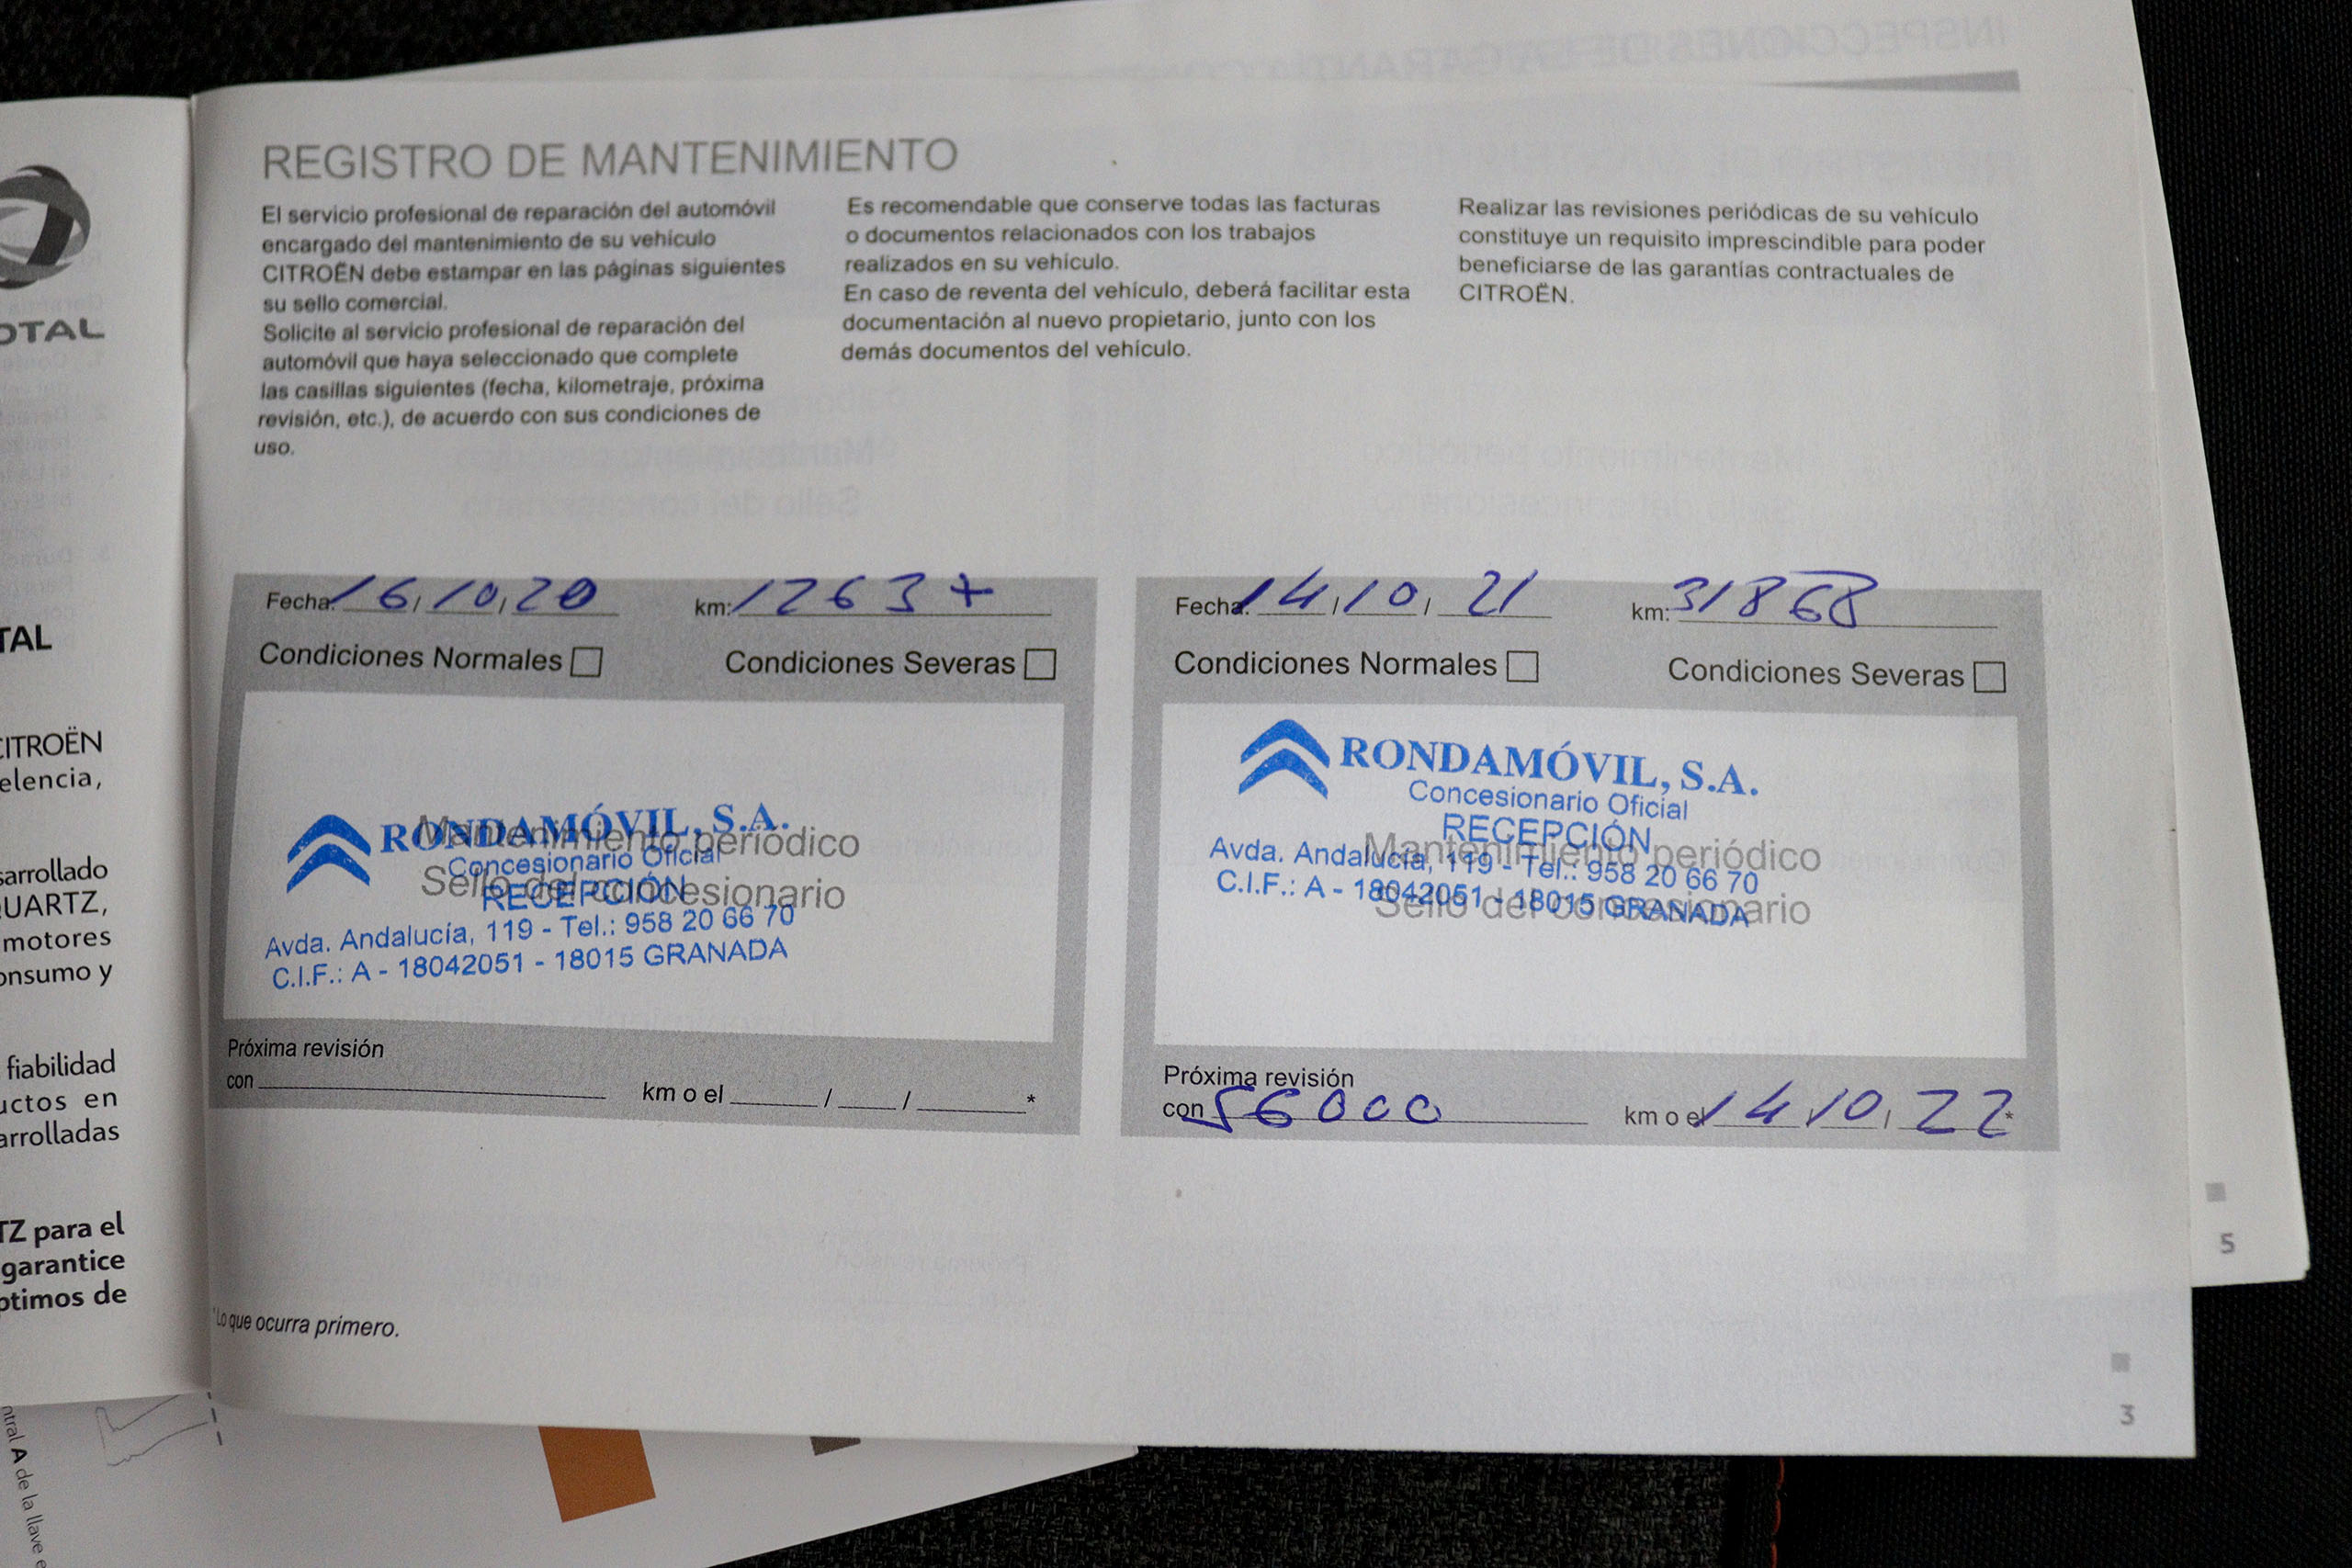 REGISTRO DE MANTENIMIENTO
El servicio profesional de reparación del automóvil
encargado del mantenimiento de su vehículo
CITROËN debe estampar en las páginas siguientes
su sello comercial.
Solicite al servicio profesional de reparación del
automóvil que haya seleccionado que complete
las casillas siguientes (fecha, kilometraje, próxima
revisión, etc.), de acuerdo con sus condiciones de
uso.
Es recomendable que conserve todas las facturas
o documentos relacionados con los trabajos
realizados en su vehículo.
En caso de reventa del vehículo, deberá facilitar esta
documentación al nuevo propietario, junto con los
demás documentos del vehículo.
Realizar las revisiones periódicas de su vehículo
constituye un requisito imprescindible para poder
beneficiarse de las garantías contractuales de
CITROËN.
Fecha: 16/10/20 km: 12637
Condiciones Normales Condiciones Severas
Mantenimiento periódico
Sello del concesionario
RONDAMÓVIL, S.A.
Concesionario Oficial
RECEPCIÓN
Avda. Andalucía, 119 - Tel.: 958 20 66 70
C.I.F.: A - 18042051 - 18015 GRANADA
Próxima revisión
con km o el / / *
Fecha: 14/10/21 km: 31868
Condiciones Normales Condiciones Severas
RONDAMÓVIL, S.A.
Concesionario Oficial
RECEPCIÓN
Avda. Andalucía, 119 - Tel.: 958 20 66 70
C.I.F.: A - 18042051 - 18015 GRANADA
Mantenimiento periódico
Sello del concesionario
Próxima revisión
con 56000 km o el 14/10/22 *
*Lo que ocurra primero.
3
5
OTAL
TAL
CITROËN
elencia,
sarrollado
QUARTZ,
motores
onsumo y
fiabilidad
uctos en
arrolladas
TZ para el
garantice
ptimos de
ntral A de la llave e